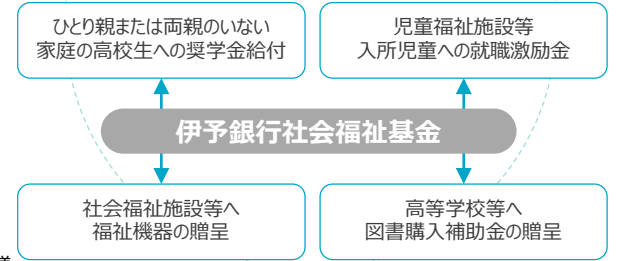 ひとり親または両親のいない
家庭の高校生への奨学金給付
児童福祉施設等
入所児童への就職激励金
伊予銀行社会福祉基金
社会福祉施設等へ
福祉機器の贈呈
高等学校等へ
図書購入補助金の贈呈